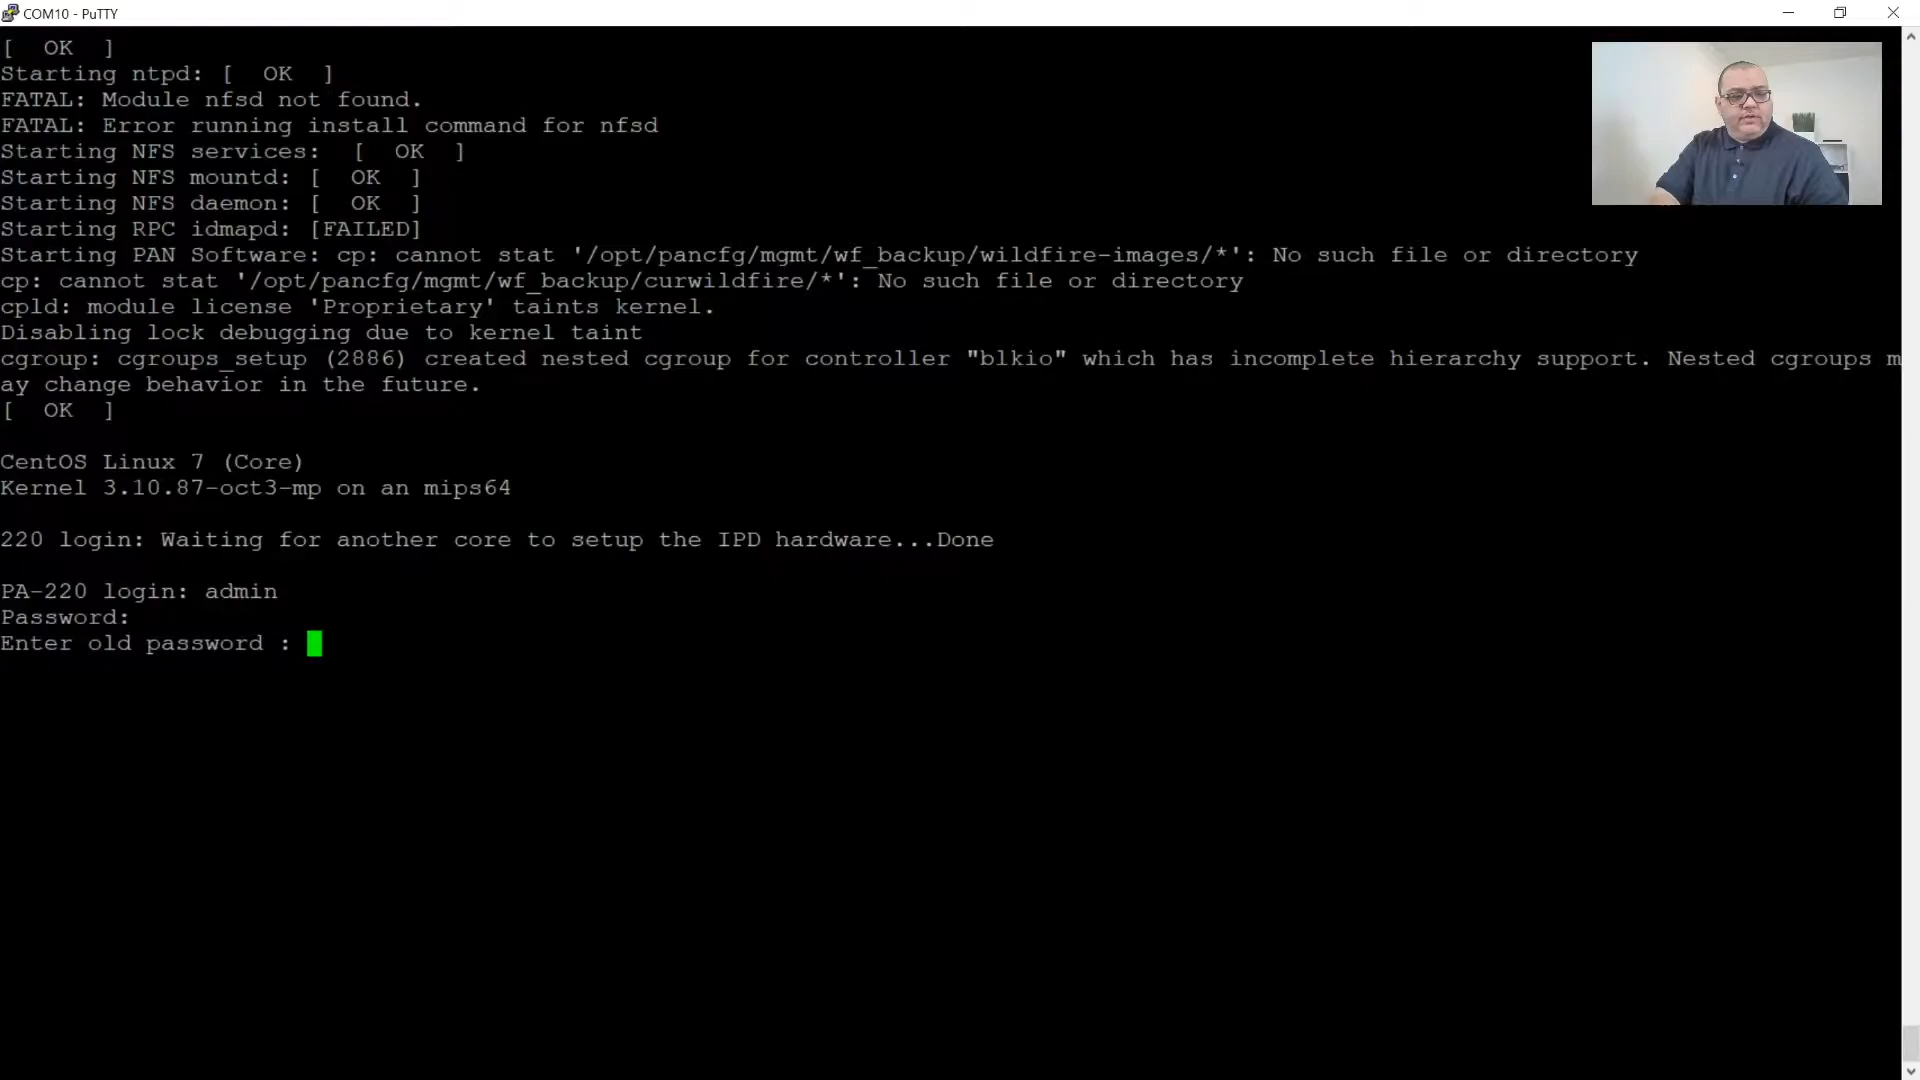 COM10 - PuTTY
[  OK  ]
Starting ntpd: [  OK  ]
FATAL: Module nfsd not found.
FATAL: Error running install command for nfsd
Starting NFS services:  [  OK  ]
Starting NFS mountd: [  OK  ]
Starting NFS daemon: [  OK  ]
Starting RPC idmapd: [FAILED]
Starting PAN Software: cp: cannot stat '/opt/pancfg/mgmt/wf_backup/wildfire-images/*': No such file or directory
cp: cannot stat '/opt/pancfg/mgmt/wf_backup/curwildfire/*': No such file or directory
cpld: module license 'Proprietary' taints kernel.
Disabling lock debugging due to kernel taint
cgroup: cgroups_setup (2886) created nested cgroup for controller "blkio" which has incomplete hierarchy support. Nested cgroups m
ay change behavior in the future.
[  OK  ]
CentOS Linux 7 (Core)
Kernel 3.10.87-oct3-mp on an mips64
220 login: Waiting for another core to setup the IPD hardware...Done
PA-220 login: admin
Password:
Enter old password :